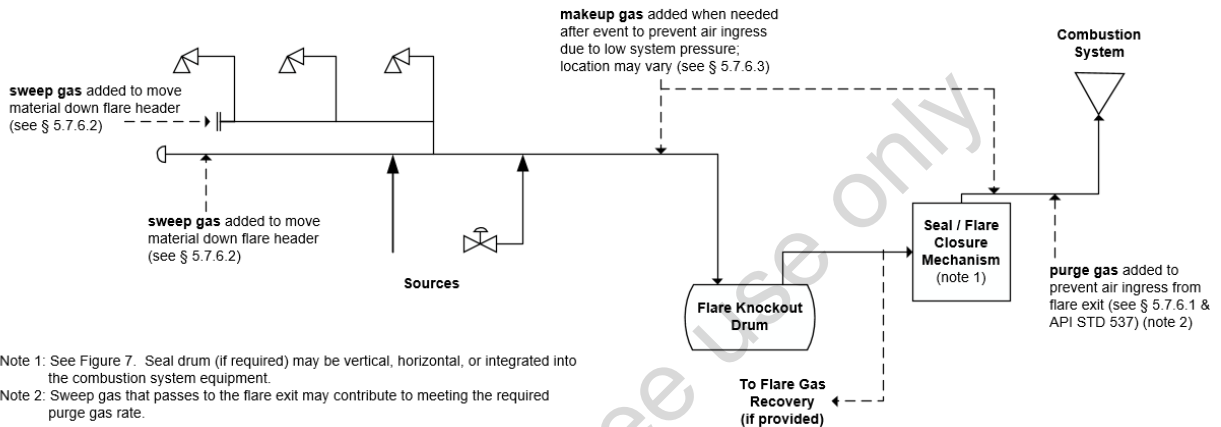 makeup gas added when needed
after event to prevent air ingress
due to low system pressure;
location may vary (see § 5.7.6.3)
Combustion
System
sweep gas added to move
material down flare header
(see § 5.7.6.2)
sweep gas added to move
material down flare header
(see § 5.7.6.2)
Sources
Seal / Flare
Closure
Mechanism
(note 1)
purge gas added to
prevent air ingress from
flare exit (see § 5.7.6.1 &
API STD 537) (note 2)
Flare Knockout
Drum
To Flare Gas
Recovery
(if provided)
Note 1: See Figure 7. Seal drum (if required) may be vertical, horizontal, or integrated into
the combustion system equipment.
Note 2: Sweep gas that passes to the flare exit may contribute to meeting the required
purge gas rate.
use only